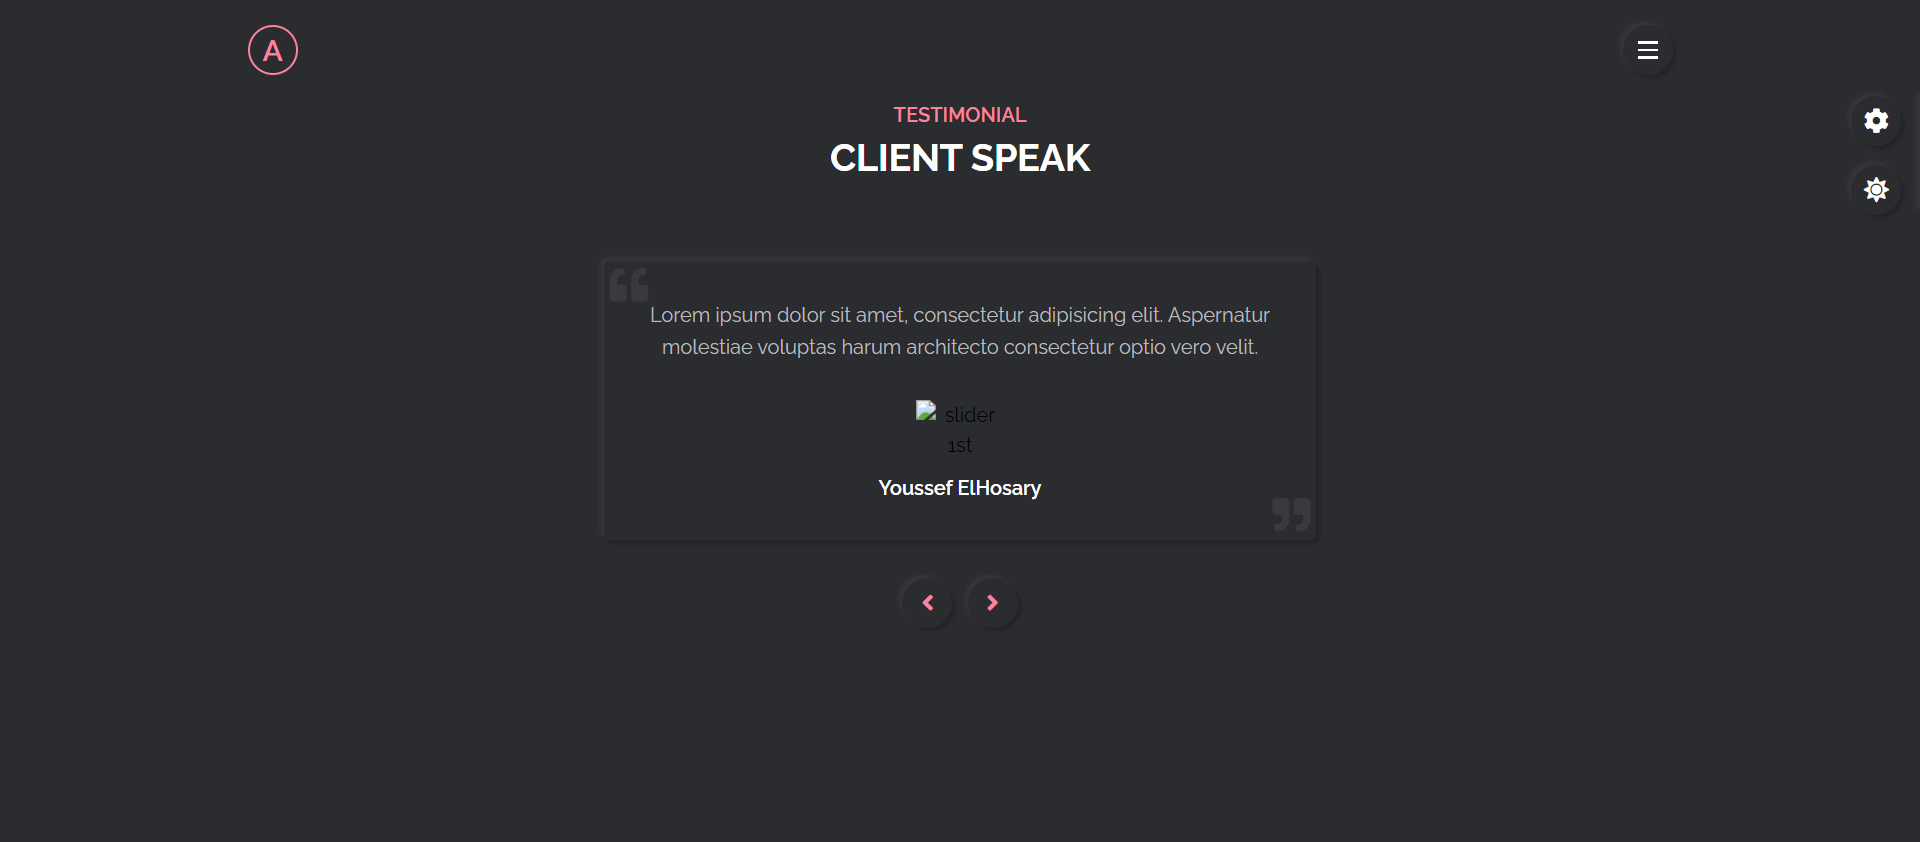 A
TESTIMONIAL
CLIENT SPEAK
Lorem ipsum dolor sit amet, consectetur adipisicing elit. Aspernatur
molestiae voluptas harum architecto consectetur optio vero velit.
slider
1st
Youssef ElHosary